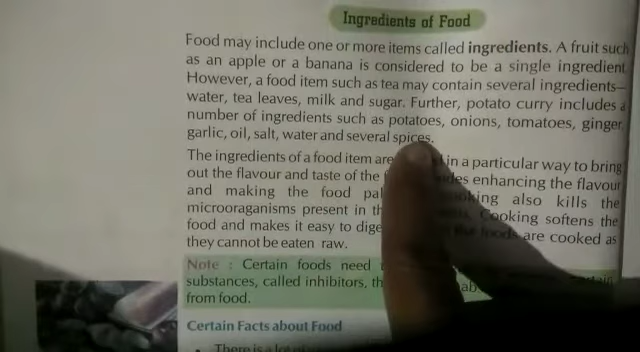 Ingredients of Food
Food may include one or more items called ingredients. A fruit such
as an apple or a banana is considered to be a single ingredient.
However, a food item such as tea may contain several ingredients—
water, tea leaves, milk and sugar. Further, potato curry includes a
number of ingredients such as potatoes, onions, tomatoes, ginger
garlic, oil, salt, water and several spices.
The ingredients of a food item are in a particular way to bring
out the flavour and taste of the enhancing the flavour
and making the food also kills the
microoraganisms present in Cooking softens the
food and makes it easy to foods are cooked as
they cannot be eaten raw.
Note : Certain foods need
substances, called inhibitors,
from food.
Certain Facts about Food
• There is a lot of